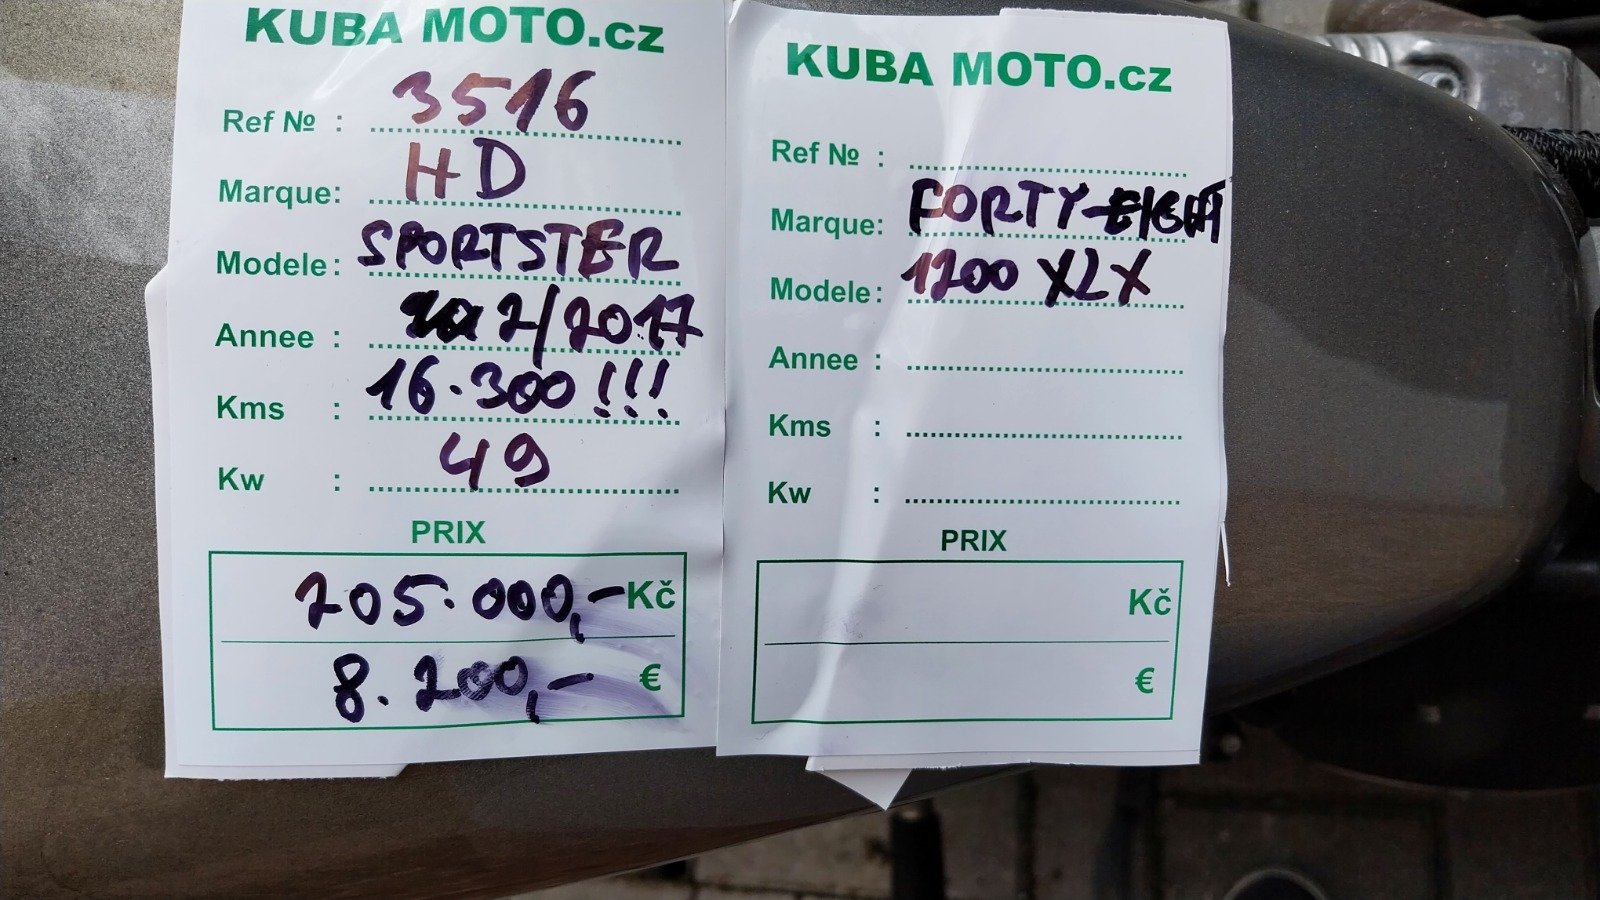 KUBA MOTO.cz
Ref № : 3516
Marque: HD
Modele: SPORTSTER
Annee : 2/2017
Kms : 16.300!!!
Kw : 49
PRIX
205.000,- Kč
8.200,- €
KUBA MOTO.cz
Ref № :
Marque: FORTY-EIGHT
Modele: 1200 XLX
Annee :
Kms :
Kw :
PRIX
Kč
€